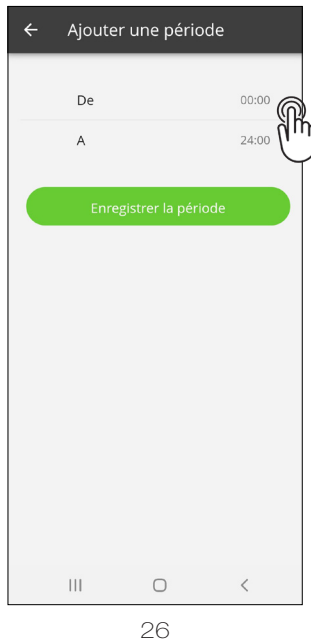 Ajouter une période
De 00:00
A 24:00
Enregistrer la période
26